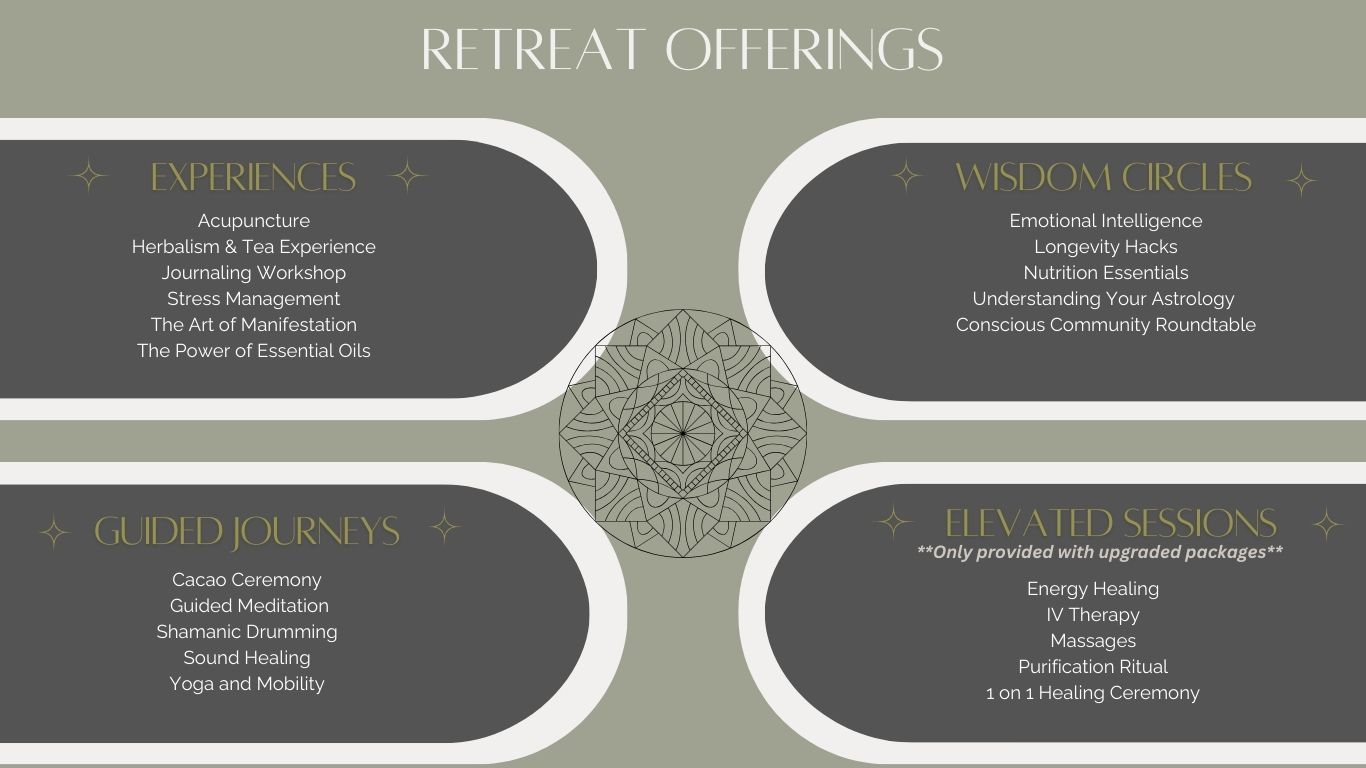 RETREAT OFFERINGS
EXPERIENCES
Acupuncture
Herbalism & Tea Experience
Journaling Workshop
Stress Management
The Art of Manifestation
The Power of Essential Oils
WISDOM CIRCLES
Emotional Intelligence
Longevity Hacks
Nutrition Essentials
Understanding Your Astrology
Conscious Community Roundtable
GUIDED JOURNEYS
Cacao Ceremony
Guided Meditation
Shamanic Drumming
Sound Healing
Yoga and Mobility
ELEVATED SESSIONS
**Only provided with upgraded packages**
Energy Healing
IV Therapy
Massages
Purification Ritual
1 on 1 Healing Ceremony